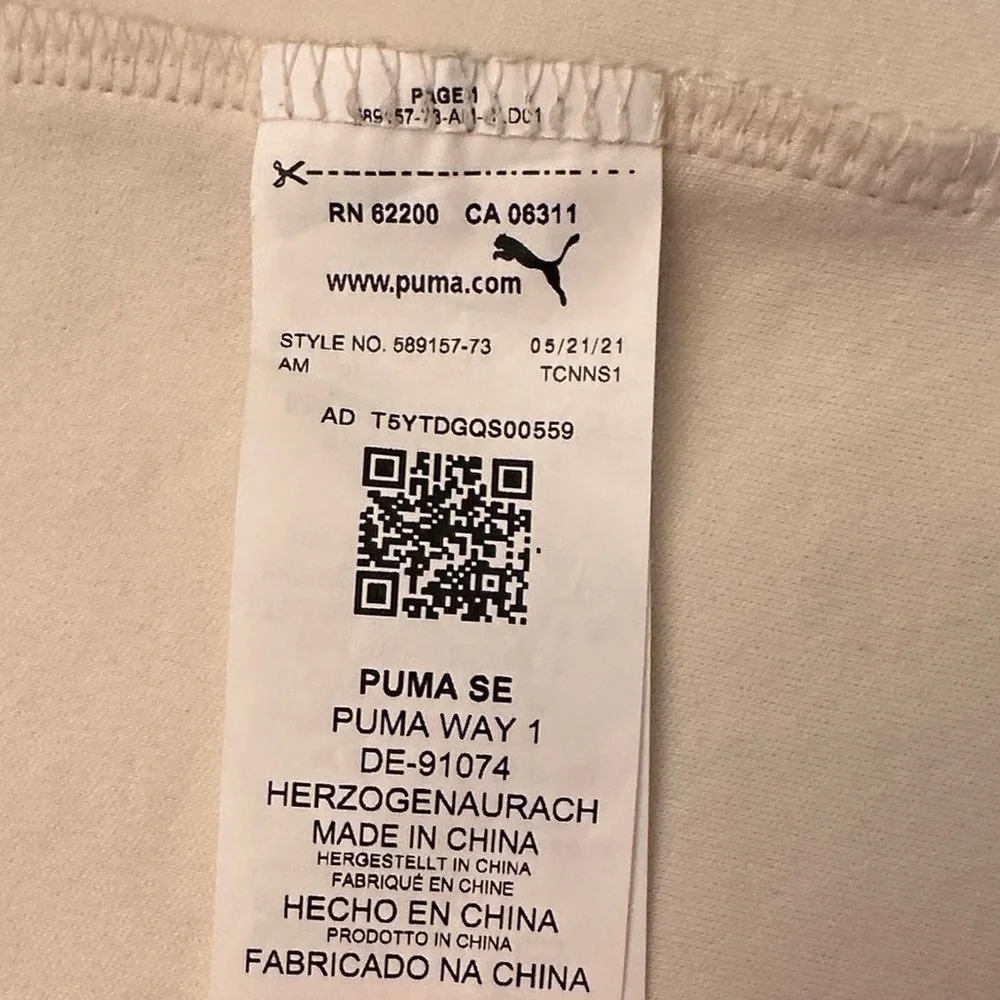 PAGE 1
RN 62200 CA 06311
www.puma.com
STYLE NO. 589157-73 05/21/21
AM TCNNS1
AD T5YTDGQS00559
PUMA SE
PUMA WAY 1
DE-91074
HERZOGENAURACH
MADE IN CHINA
HERGESTELLT IN CHINA
FABRIQUÉ EN CHINE
HECHO EN CHINA
PRODOTTO IN CHINA
FABRICADO NA CHINA